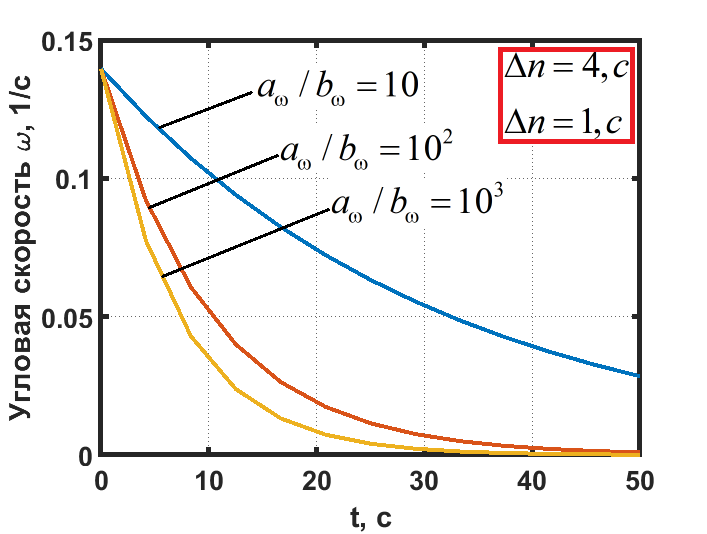 0.15
0.1
0.05
0
0
10
20
30
40
50
Угловая скорость ω, 1/с
t, с
a_ω / b_ω = 10
a_ω / b_ω = 10²
a_ω / b_ω = 10³
Δn = 4, c
Δn = 1, c